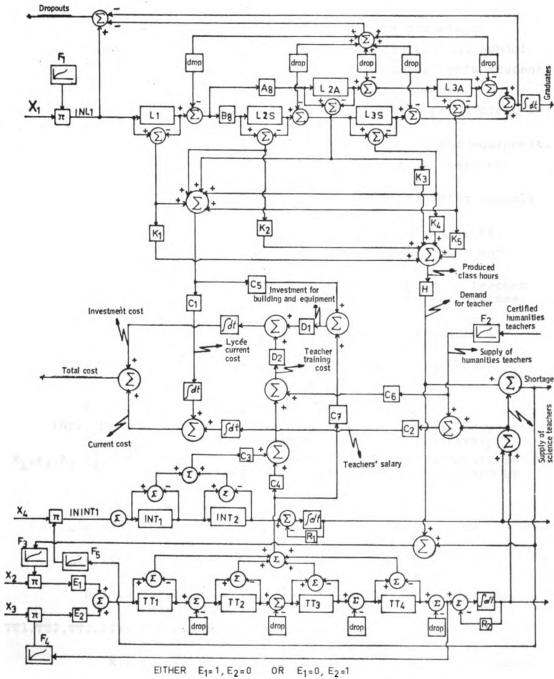 Dropouts
F1
drop
drop
drop
drop
drop
A8
L2A
L3A
∫dt
Graduates
X1
π
INL1
L1
Σ
B8
L2S
L3S
K1
K2
K3
K4
K5
Σ
Produced
class hours
H
C1
C5
Investment for
building and equipment
Demand
for teacher
Certified
humanities
teachers
Investment cost
∫dt
D1
F2
Lycée
current
cost
D2
Teacher
training
cost
Supply of
humanities teachers
Shortage
Total cost
∫dt
C7
C6
C2
Current cost
∫dt
Teachers' salary
Supply of
science teachers
C3
C4
X4
π
ININT1
INT1
INT2
∫dt
R1
F3
F5
X2
π
E1
X3
π
E2
TT1
TT2
TT3
TT4
∫dt
R2
drop
drop
drop
drop
F4
EITHER E1=1, E2=0 OR E1=0, E2=1